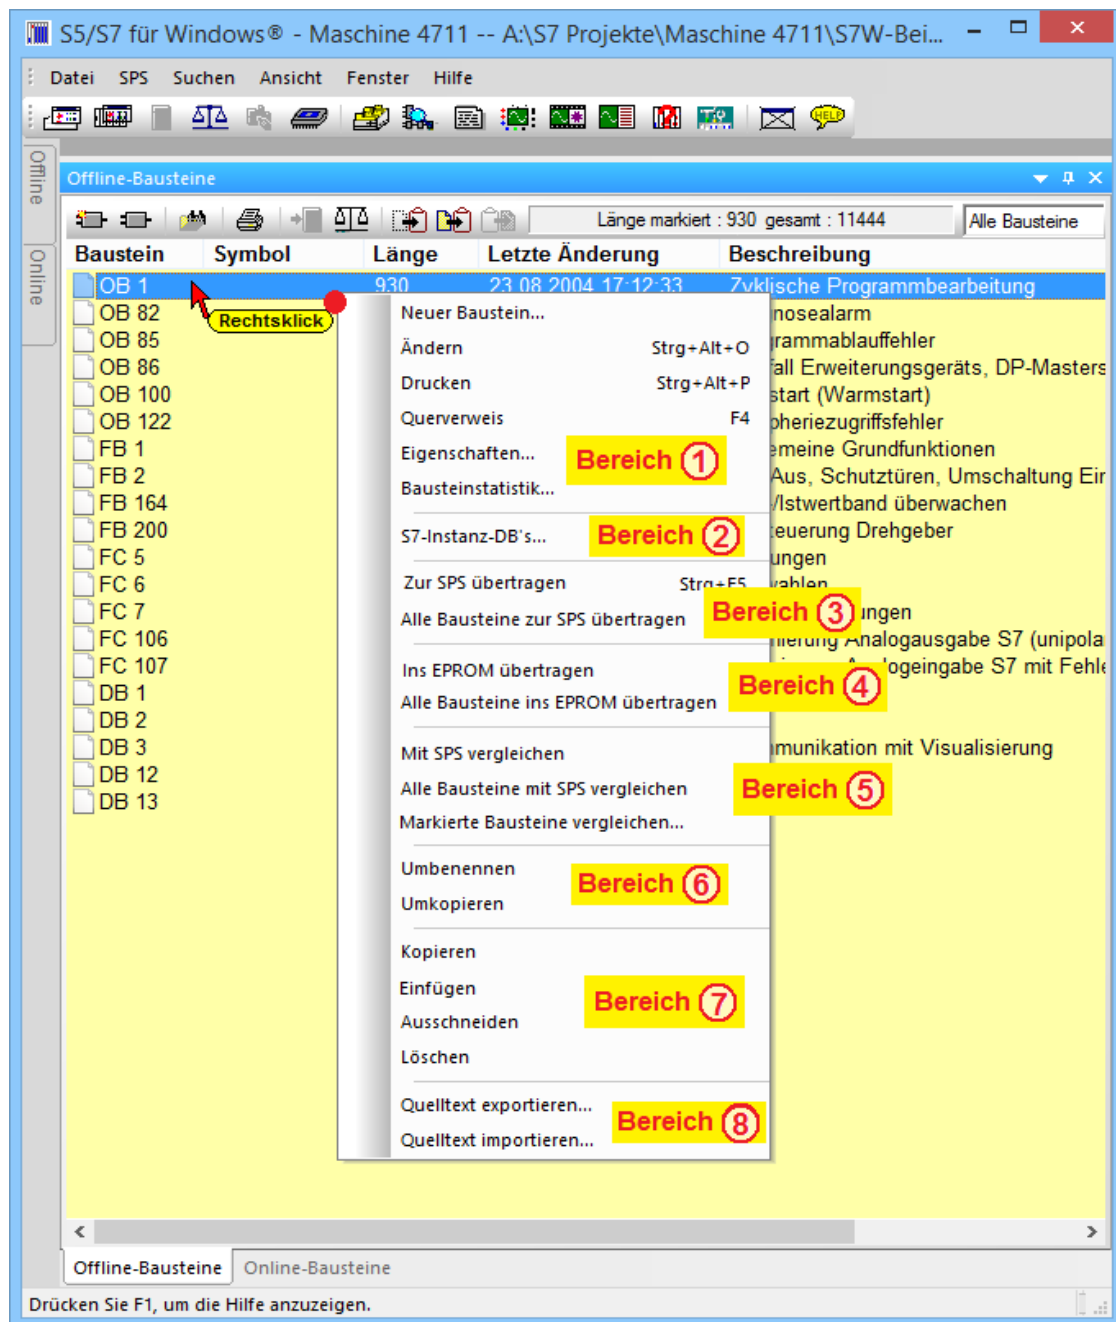 S5/S7 für Windows® - Maschine 4711 -- A:\S7 Projekte\Maschine 4711\S7W-Bei...
Datei SPS Suchen Ansicht Fenster Hilfe
HELP
Offline
Online
Offline-Bausteine
Länge markiert : 930 gesamt : 11444
Alle Bausteine
Baustein Symbol Länge Letzte Änderung Beschreibung
OB 1 930 23.08.2004 17:12:33 Zyklische Programmbearbeitung
OB 82 nosealarm
OB 85 grammablauffehler
OB 86 fall Erweiterungsgeräts, DP-Masters
OB 100 start (Warmstart)
OB 122 pheriezugriffsfehler
FB 1 emeine Grundfunktionen
FB 2 Aus, Schutztüren, Umschaltung Ein
FB 164 -/Istwertband überwachen
FB 200 teuerung Drehgeber
FC 5 ungen
FC 6 wahlen
FC 7 ungen
FC 106 nierung Analogausgabe S7 (unipola
FC 107 logeingabe S7 mit Fehle
DB 1
DB 2
DB 3 munikation mit Visualisierung
DB 12
DB 13
Rechtsklick
Neuer Baustein...
Ändern Strg+Alt+O
Drucken Strg+Alt+P
Querverweis F4
Eigenschaften...
Bereich 1
Bausteinstatistik...
S7-Instanz-DB's...
Bereich 2
Zur SPS übertragen Strg+F5
Alle Bausteine zur SPS übertragen
Bereich 3
Ins EPROM übertragen
Alle Bausteine ins EPROM übertragen
Bereich 4
Mit SPS vergleichen
Alle Bausteine mit SPS vergleichen
Bereich 5
Markierte Bausteine vergleichen...
Umbenennen
Bereich 6
Umkopieren
Kopieren
Einfügen
Bereich 7
Ausschneiden
Löschen
Quelltext exportieren...
Bereich 8
Quelltext importieren...
Offline-Bausteine Online-Bausteine
Drücken Sie F1, um die Hilfe anzuzeigen.